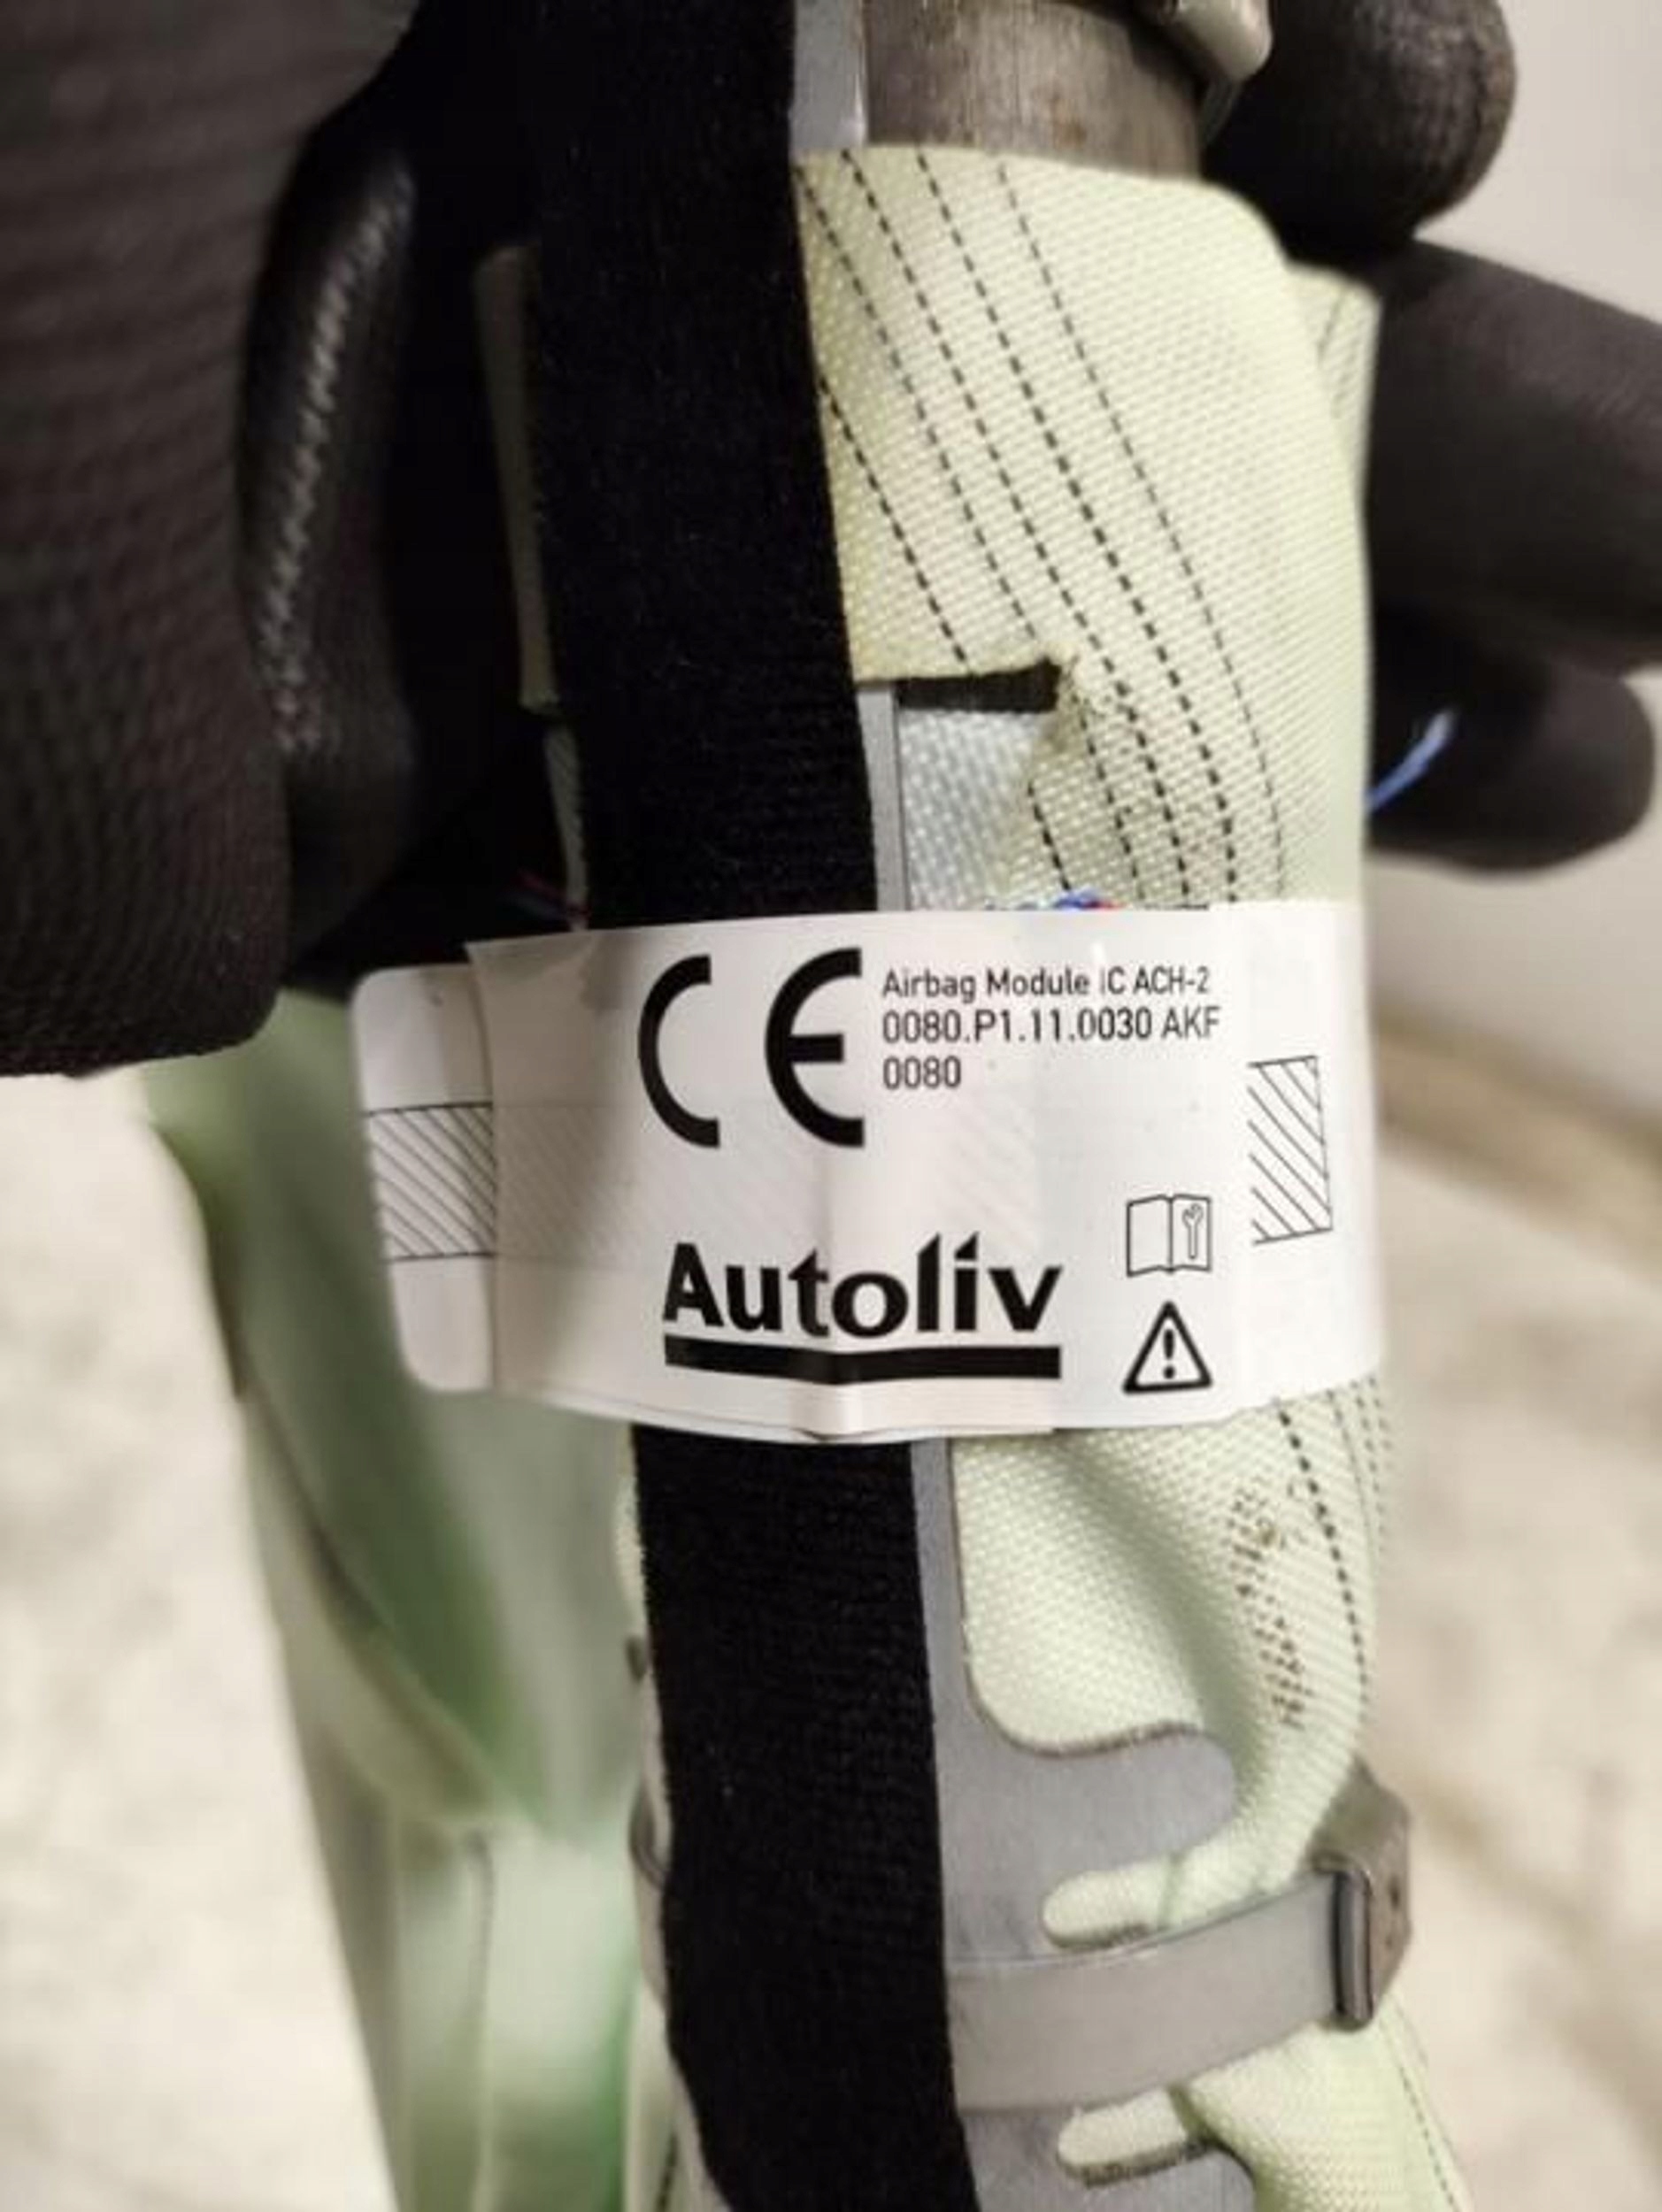 CE
Airbag Module IC ACH-2
0080.P1.11.0030 AKF
0080
Autoliv